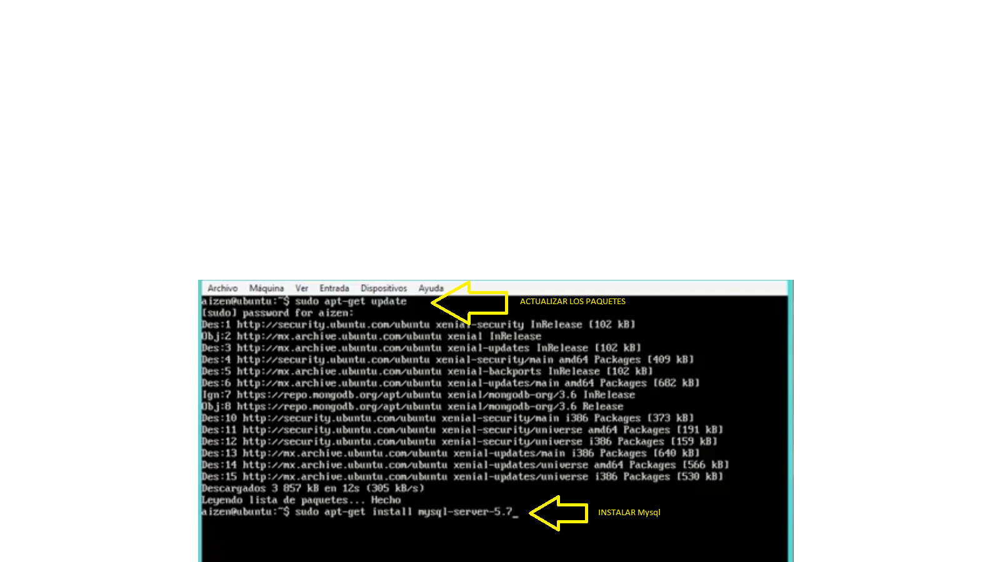 Archivo Máquina Ver Entrada Dispositivos Ayuda
aizen@ubuntu:~$ sudo apt-get update
ACTUALIZAR LOS PAQUETES
[sudo] password for aizen:
Des:1 http://security.ubuntu.com/ubuntu xenial-security InRelease [102 kB]
Obj:2 http://mx.archive.ubuntu.com/ubuntu xenial InRelease
Des:3 http://mx.archive.ubuntu.com/ubuntu xenial-updates InRelease [102 kB]
Des:4 http://security.ubuntu.com/ubuntu xenial-security/main amd64 Packages [409 kB]
Des:5 http://mx.archive.ubuntu.com/ubuntu xenial-backports InRelease [102 kB]
Des:6 http://mx.archive.ubuntu.com/ubuntu xenial-updates/main amd64 Packages [682 kB]
Ign:7 https://repo.mongodb.org/apt/ubuntu xenial/mongodb-org/3.6 InRelease
Obj:8 https://repo.mongodb.org/apt/ubuntu xenial/mongodb-org/3.6 Release
Des:10 http://security.ubuntu.com/ubuntu xenial-security/main i386 Packages [373 kB]
Des:11 http://security.ubuntu.com/ubuntu xenial-security/universe amd64 Packages [191 kB]
Des:12 http://security.ubuntu.com/ubuntu xenial-security/universe i386 Packages [159 kB]
Des:13 http://mx.archive.ubuntu.com/ubuntu xenial-updates/main i386 Packages [640 kB]
Des:14 http://mx.archive.ubuntu.com/ubuntu xenial-updates/universe amd64 Packages [566 kB]
Des:15 http://mx.archive.ubuntu.com/ubuntu xenial-updates/universe i386 Packages [530 kB]
Descargados 3 857 kB en 12s (305 kB/s)
Leyendo lista de paquetes... Hecho
aizen@ubuntu:~$ sudo apt-get install mysql-server-5.7_
INSTALAR Mysql